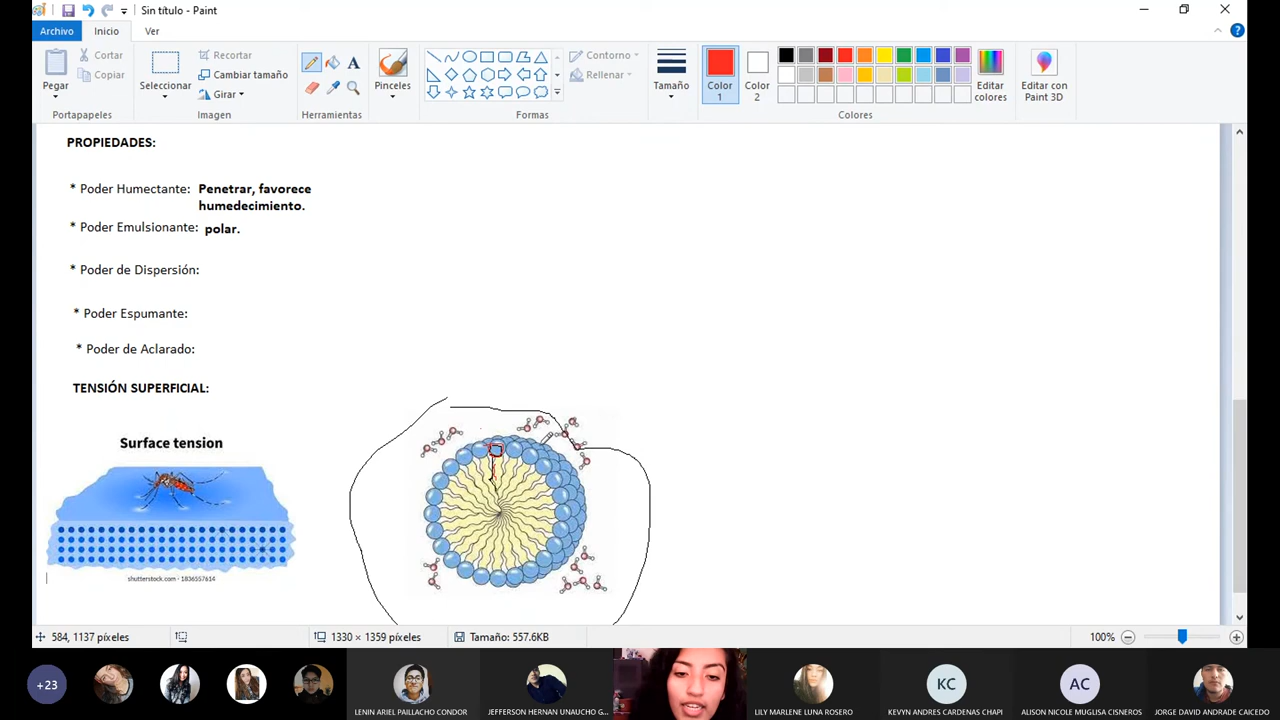 Sin título - Paint
Archivo
Inicio
Ver
Pegar
Cortar
Copiar
Portapapeles
Seleccionar
Recortar
Cambiar tamaño
Girar
Imagen
Herramientas
Pinceles
Formas
Contorno
Rellenar
Tamaño
Color
1
Color
2
Editar
colores
Colores
Editar con
Paint 3D
PROPIEDADES:
* Poder Humectante: Penetrar, favorece
humedecimiento.
* Poder Emulsionante: polar.
* Poder de Dispersión:
* Poder Espumante:
* Poder de Aclarado:
TENSIÓN SUPERFICIAL:
Surface tension
shutterstock.com · 1836557614
584, 1137 píxeles
1330 × 1359 píxeles
Tamaño: 557.6KB
100%
+23
LENIN ARIEL PAILLACHO CONDOR
JEFFERSON HERNAN UNAUCHO G...
LILY MARLENE LUNA ROSERO
KC
KEVYN ANDRES CARDENAS CHAPI
AC
ALISON NICOLE MUGLISA CISNEROS
JORGE DAVID ANDRADE CAICEDO